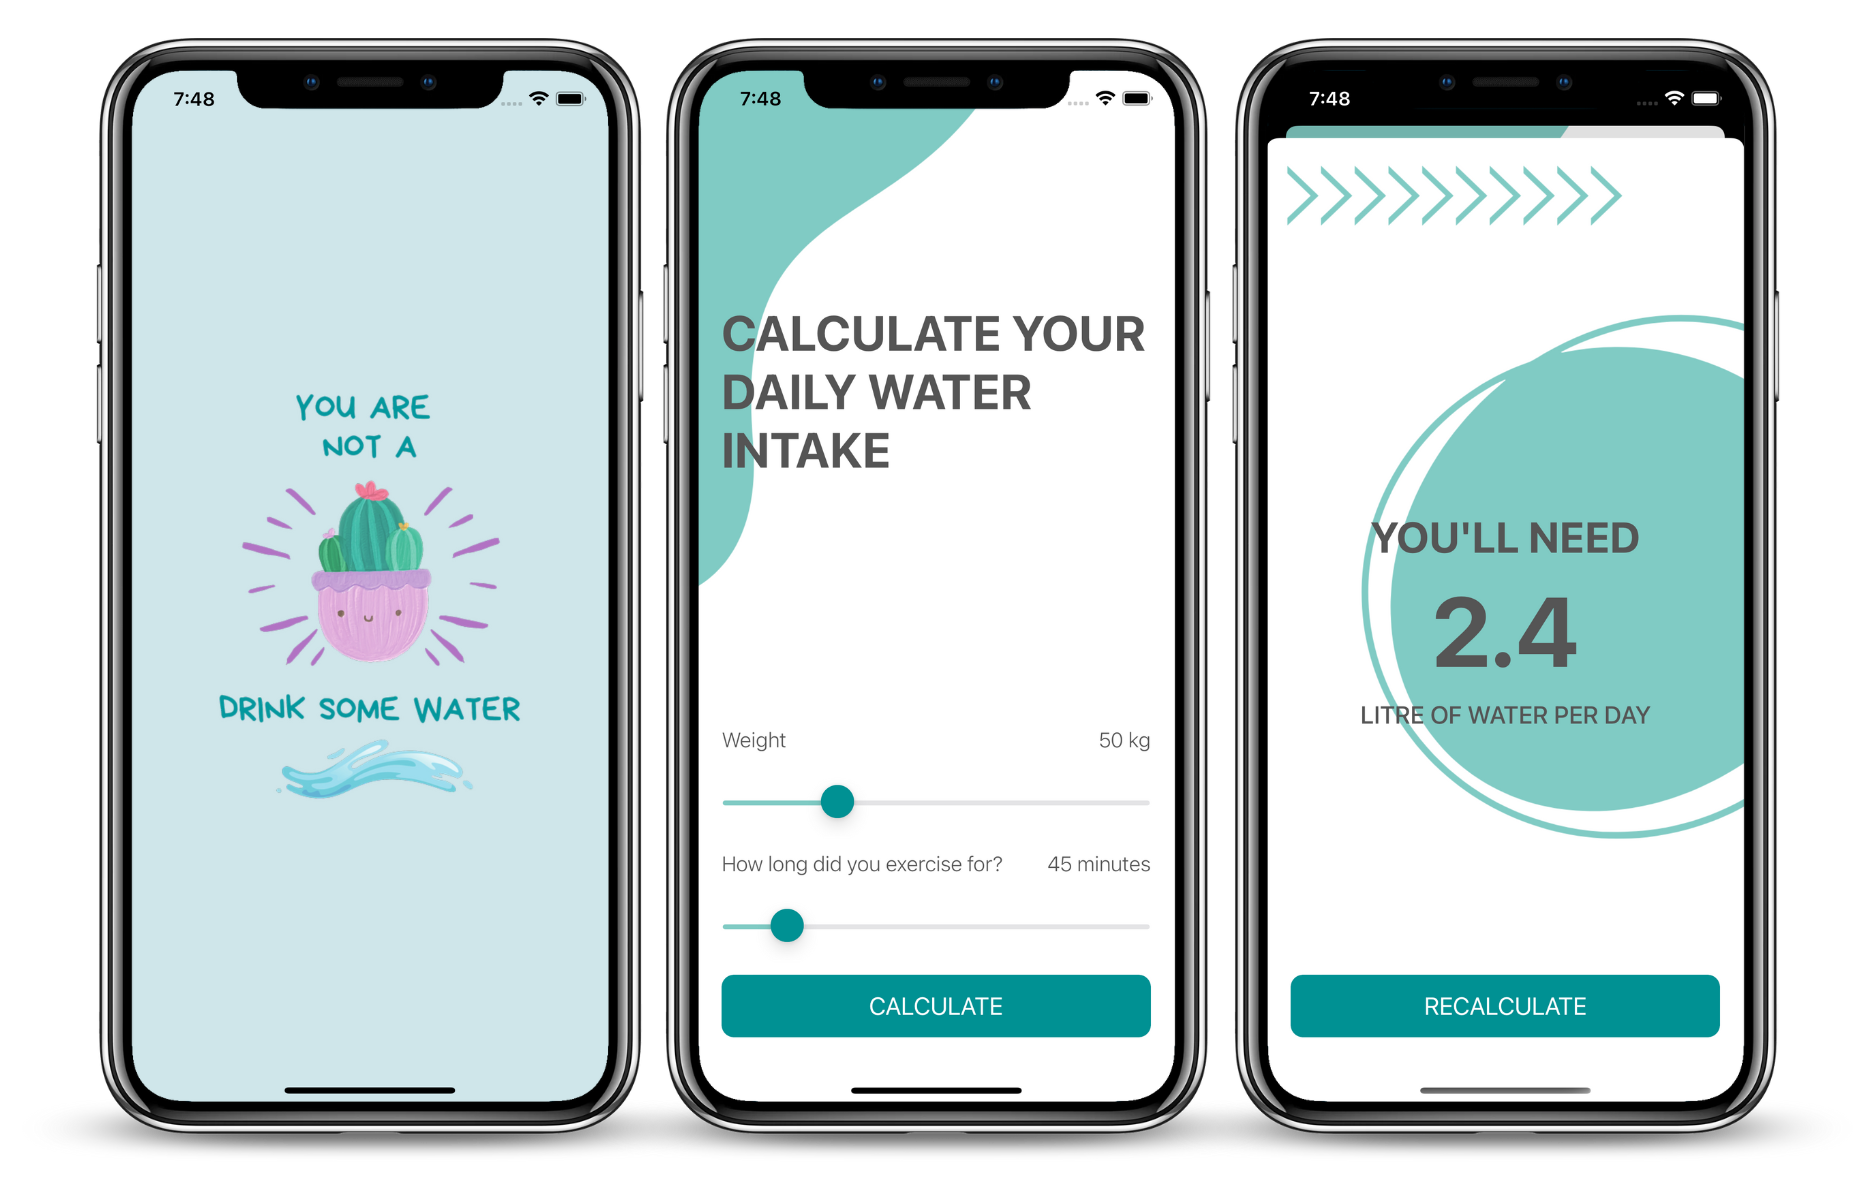 7:48
YOU ARE
NOT A
DRINK SOME WATER
7:48
CALCULATE YOUR
DAILY WATER
INTAKE
Weight 50 kg
How long did you exercise for? 45 minutes
CALCULATE
7:48
YOU'LL NEED
2.4
LITRE OF WATER PER DAY
RECALCULATE